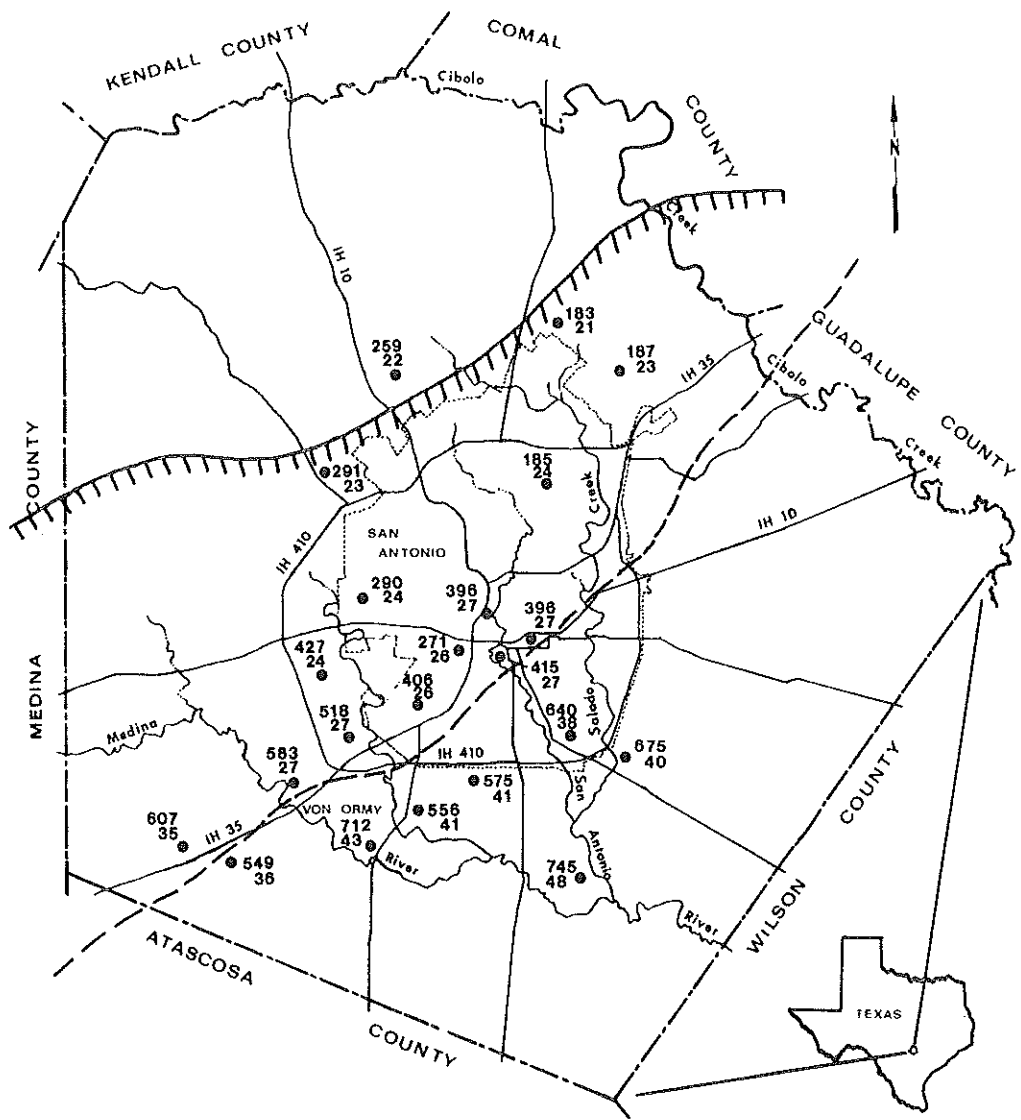 KENDALL COUNTY
COMAL
COUNTY
Cibolo
Creek
N
IH 10
183
21
259
22
187
23
IH 35
GUADALUPE COUNTY
Cibolo
Creek
COUNTY
291
23
185
24
Creek
IH 10
IH 410
SAN
ANTONIO
290
24
396
27
396
27
MEDINA
427
24
271
26
415
27
406
26
518
27
640
38
Salado
Medina
675
40
583
27
IH 410
575
41
San
VON ORMY
556
41
607
35
IH 35
712
43
River
549
36
745
48
Antonio
River
WILSON
COUNTY
ATASCOSA
COUNTY
TEXAS